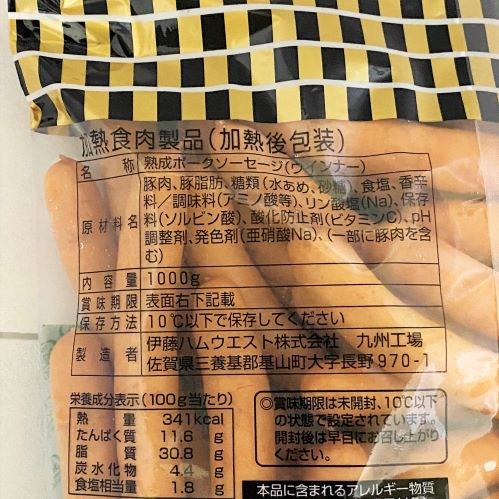 加熱食肉製品(加熱後包装)
名 称 熟成ポークソーセージ(ウインナー)
原材料名 豚肉、豚脂肪、糖類(水あめ、砂糖)、食塩、香辛
料/調味料(アミノ酸等)、リン酸塩(Na)、保存
料(ソルビン酸)、酸化防止剤(ビタミンC)、pH
調整剤、発色剤(亜硝酸Na)、(一部に豚肉を含
む)
内容量 1000g
賞味期限 表面右下記載
保存方法 10℃以下で保存してください
製造者 伊藤ハムウエスト株式会社 九州工場
佐賀県三養基郡基山町大字長野970-1
栄養成分表示(100g当たり)
熱量 341kcal
たんぱく質 11.6 g
脂質 30.8 g
炭水化物 4.4 g
食塩相当量 1.8 g
◎賞味期限は未開封、10℃以下
の状態で設定されています。
開封後は早目にお召し上がり
ください。
本品に含まれるアレルギー物質